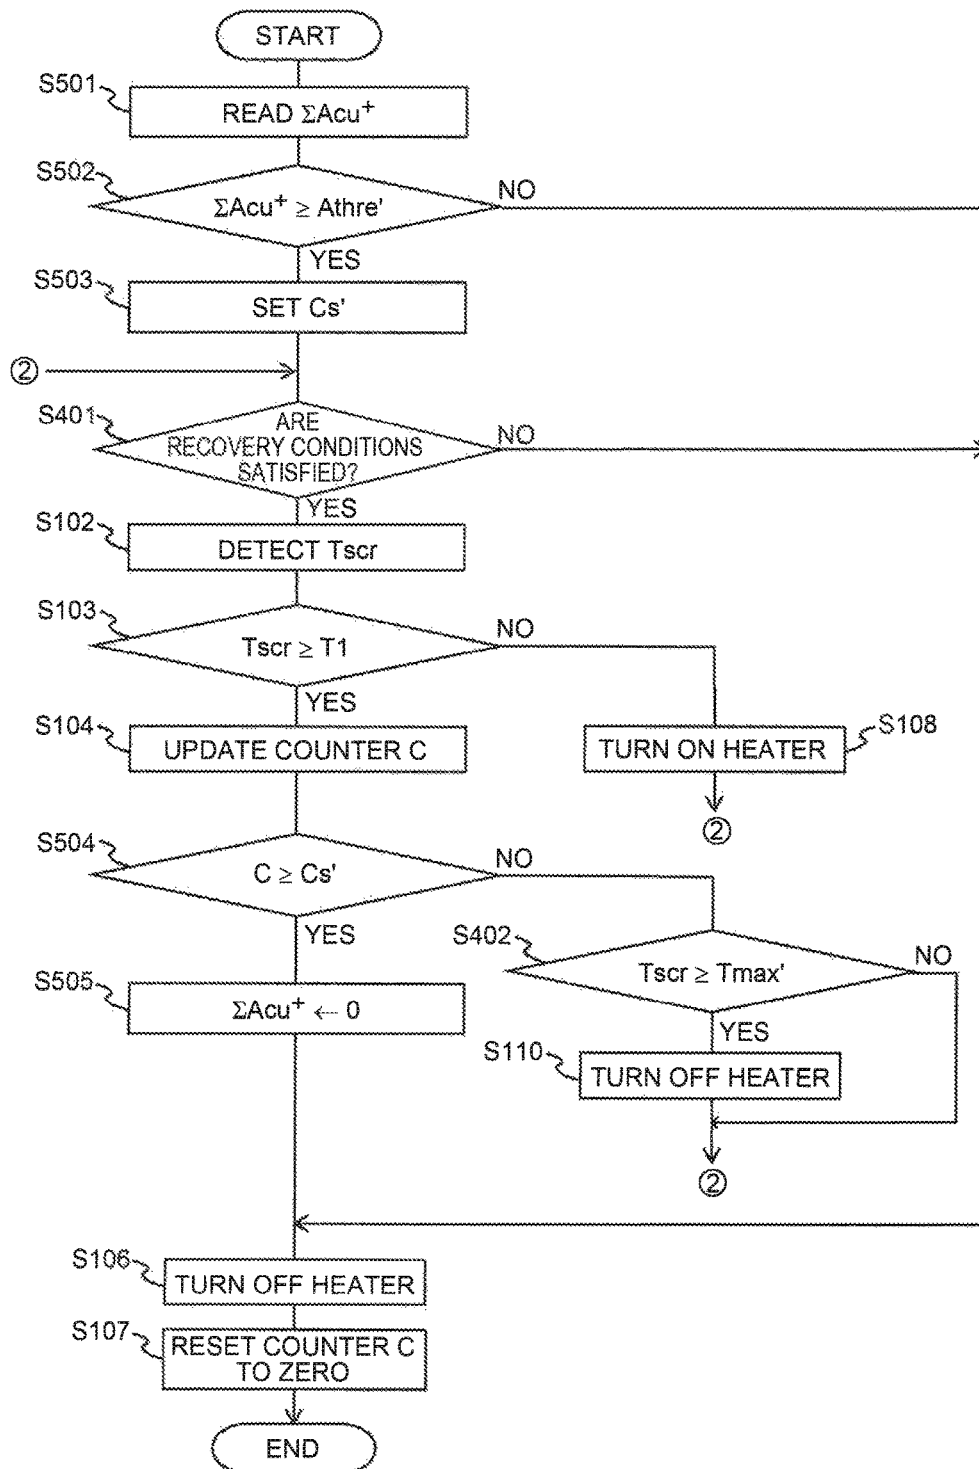 START
S501
READ ΣAcu⁺
S502
ΣAcu⁺ ≥ Athre'
NO
YES
S503
SET Cs'
②
S401
ARE
RECOVERY CONDITIONS
SATISFIED?
NO
YES
S102
DETECT Tscr
S103
Tscr ≥ T1
NO
YES
S104
UPDATE COUNTER C
TURN ON HEATER
S108
②
S504
C ≥ Cs'
NO
YES
S402
Tscr ≥ Tmax'
NO
YES
S505
ΣAcu⁺ ← 0
S110
TURN OFF HEATER
②
S106
TURN OFF HEATER
S107
RESET COUNTER C
TO ZERO
END